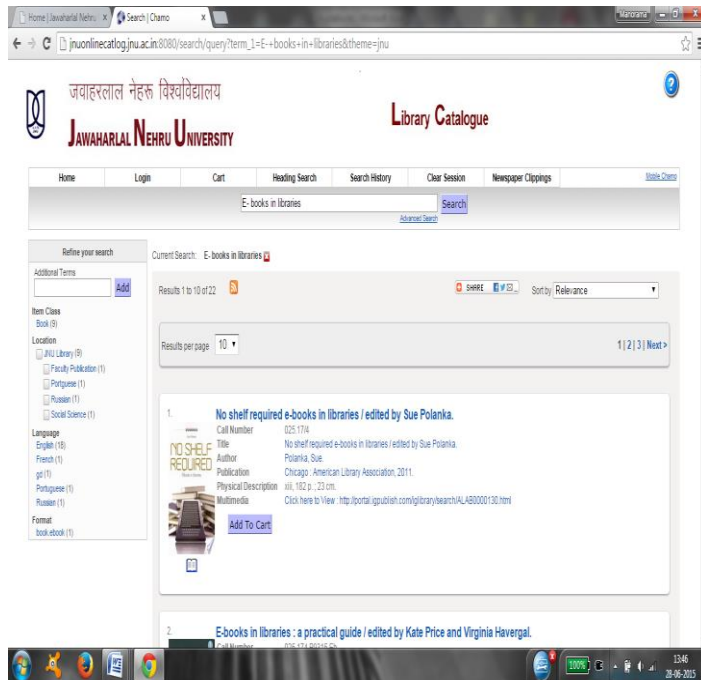 Home | Jawaharlal Nehru
Search | Chamo
Manorama
jnuonlinecatlog.jnu.ac.in:8080/search/query?term_1=E-+books+in+libraries&theme=jnu
जवाहरलाल नेहरू विश्वविद्यालय
JAWAHARLAL NEHRU UNIVERSITY
Library Catalogue
Home
Login
Cart
Heading Search
Search History
Clear Session
Newspaper Clippings
Mobile Chamo
E- books in libraries
Search
Advanced Search
Refine your search
Additional Terms
Add
Item Class
Book (9)
Location
JNU Library (9)
Faculty Publication (1)
Portguese (1)
Russian (1)
Social Science (1)
Language
English (18)
French (1)
gd (1)
Portuguese (1)
Russian (1)
Format
book.ebook (1)
Current Search: E- books in libraries
Results 1 to 10 of 22
SHARE
Sort by Relevance
Results per page 10
1 | 2 | 3 | Next >
1. No shelf required e-books in libraries / edited by Sue Polanka.
Call Number 025.17/4
Title No shelf required e-books in libraries / edited by Sue Polanka.
Author Polanka, Sue.
Publication Chicago : American Library Association, 2011.
Physical Description xiii, 182 p. ; 23 cm.
Multimedia Click here to View : http://portal.igpublish.com/iglibrary/search/ALAB0000130.html
NO SHELF
REQUIRED
Add To Cart
2. E-books in libraries : a practical guide / edited by Kate Price and Virginia Havergal.
Call Number
100%
13:46
28-06-2015